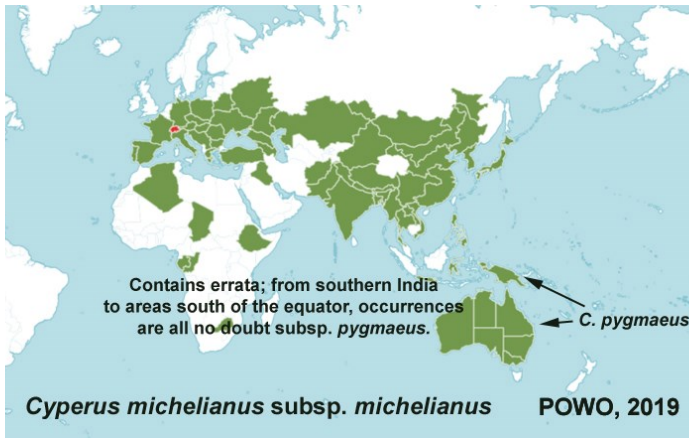 Contains errata; from southern India
to areas south of the equator, occurrences
are all no doubt subsp. pygmaeus.
C. pygmaeus
Cyperus michelianus subsp. michelianus
POWO, 2019